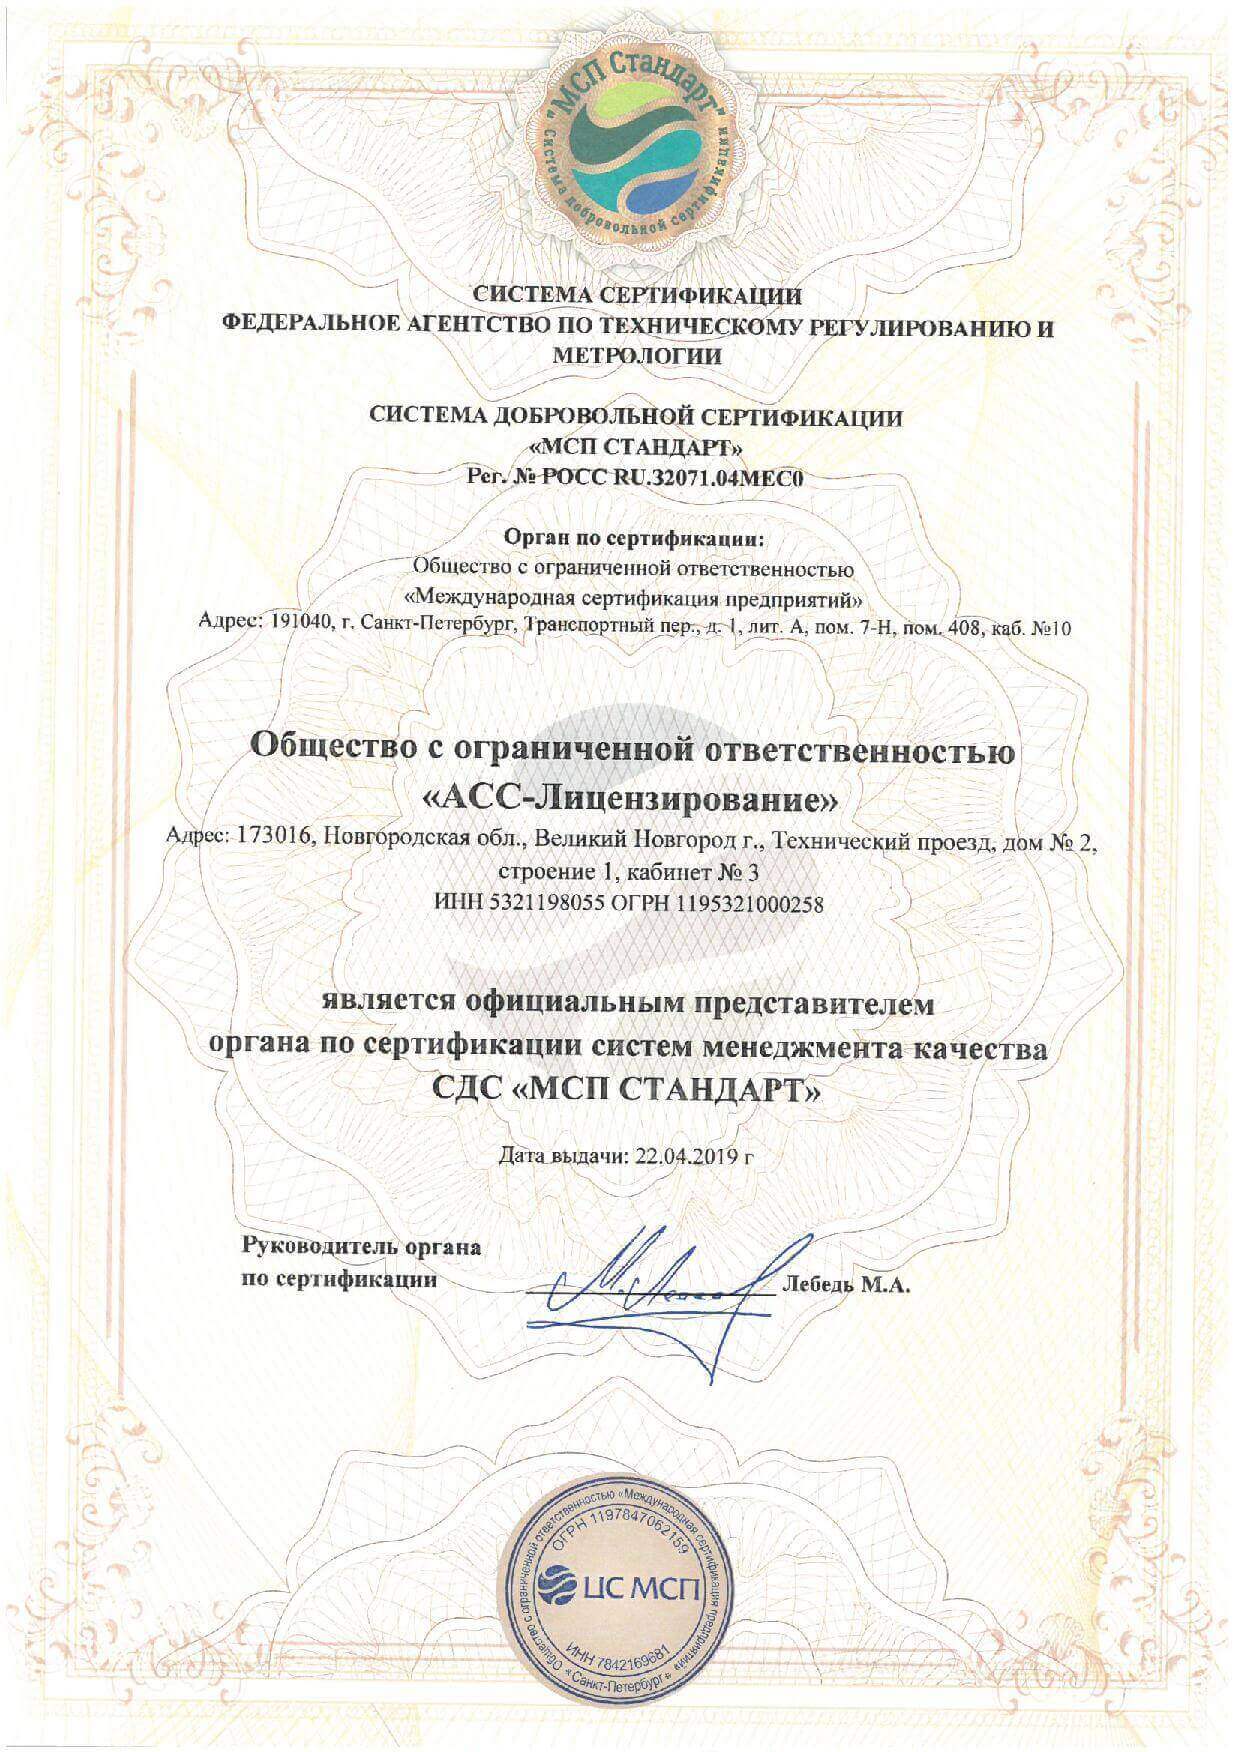 "МСП Стандарт"
система добровольной сертификации
СИСТЕМА СЕРТИФИКАЦИИ
ФЕДЕРАЛЬНОЕ АГЕНТСТВО ПО ТЕХНИЧЕСКОМУ РЕГУЛИРОВАНИЮ И
МЕТРОЛОГИИ
СИСТЕМА ДОБРОВОЛЬНОЙ СЕРТИФИКАЦИИ
«МСП СТАНДАРТ»
Рег. № РОСС RU.32071.04МЕС0
Орган по сертификации:
Общество с ограниченной ответственностью
«Международная сертификация предприятий»
Адрес: 191040, г. Санкт-Петербург, Транспортный пер., д. 1, лит. А, пом. 7-Н, пом. 408, каб. №10
Общество с ограниченной ответственностью
«АСС-Лицензирование»
Адрес: 173016, Новгородская обл., Великий Новгород г., Технический проезд, дом № 2,
строение 1, кабинет № 3
ИНН 5321198055 ОГРН 1195321000258
является официальным представителем
органа по сертификации систем менеджмента качества
СДС «МСП СТАНДАРТ»
Дата выдачи: 22.04.2019 г
Руководитель органа
по сертификации
Лебедь М.А.
Общество с ограниченной ответственностью «Международная сертификация предприятий»
ОГРН 1197847062159
ЦС МСП
ИНН 7842169681
«Санкт-Петербург»